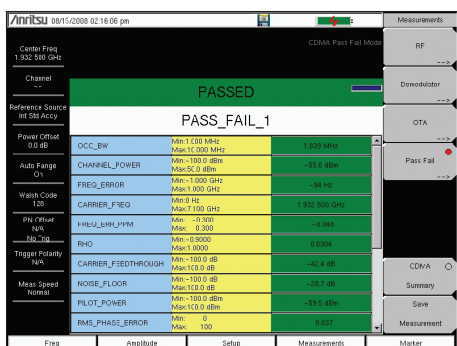 Anritsu 08/15/2008 02:16:06 pm
Measurements
CDMA Pass Fail Mode
Center Freq
1.932 500 GHz
Channel
--
Reference Source
Int Std Accy
Power Offset
0.0 dB
Auto Range
On
Walsh Code
128
PN Offset
N/A
No Trig
Trigger Polarity
N/A
Meas Speed
Normal
PASSED
PASS_FAIL_1
OCC_BW Min:1.000 MHz Max:10.000 MHz 1.839 MHz
CHANNEL_POWER Min:-100.0 dBm Max:50.0 dBm -55.6 dBm
FREQ_ERROR Min:-1.000 GHz Max:1.000 GHz -94 Hz
CARRIER_FREQ Min:0 Hz Max:7.100 GHz 1.932 500 GHz
FREQ_ERR_PPM Min: -0.300 Max: 0.300 -0.048
RHO Min:-0.9000 Max:1.0000 0.8304
CARRIER_FEEDTHROUGH Min:-100.0 dB Max:100.0 dB -42.4 dB
NOISE_FLOOR Min:-100.0 dB Max:100.0 dB -28.7 dB
PILOT_POWER Min:-100.0 dBm Max:100.0 dBm -59.5 dBm
RMS_PHASE_ERROR Min: 0 Max: 100 0.037
RF
-->
Demodulator
-->
OTA
-->
Pass Fail
-->
CDMA
Summary
Save
Measurement
-->
Freq
Amplitude
Setup
Measurements
Marker